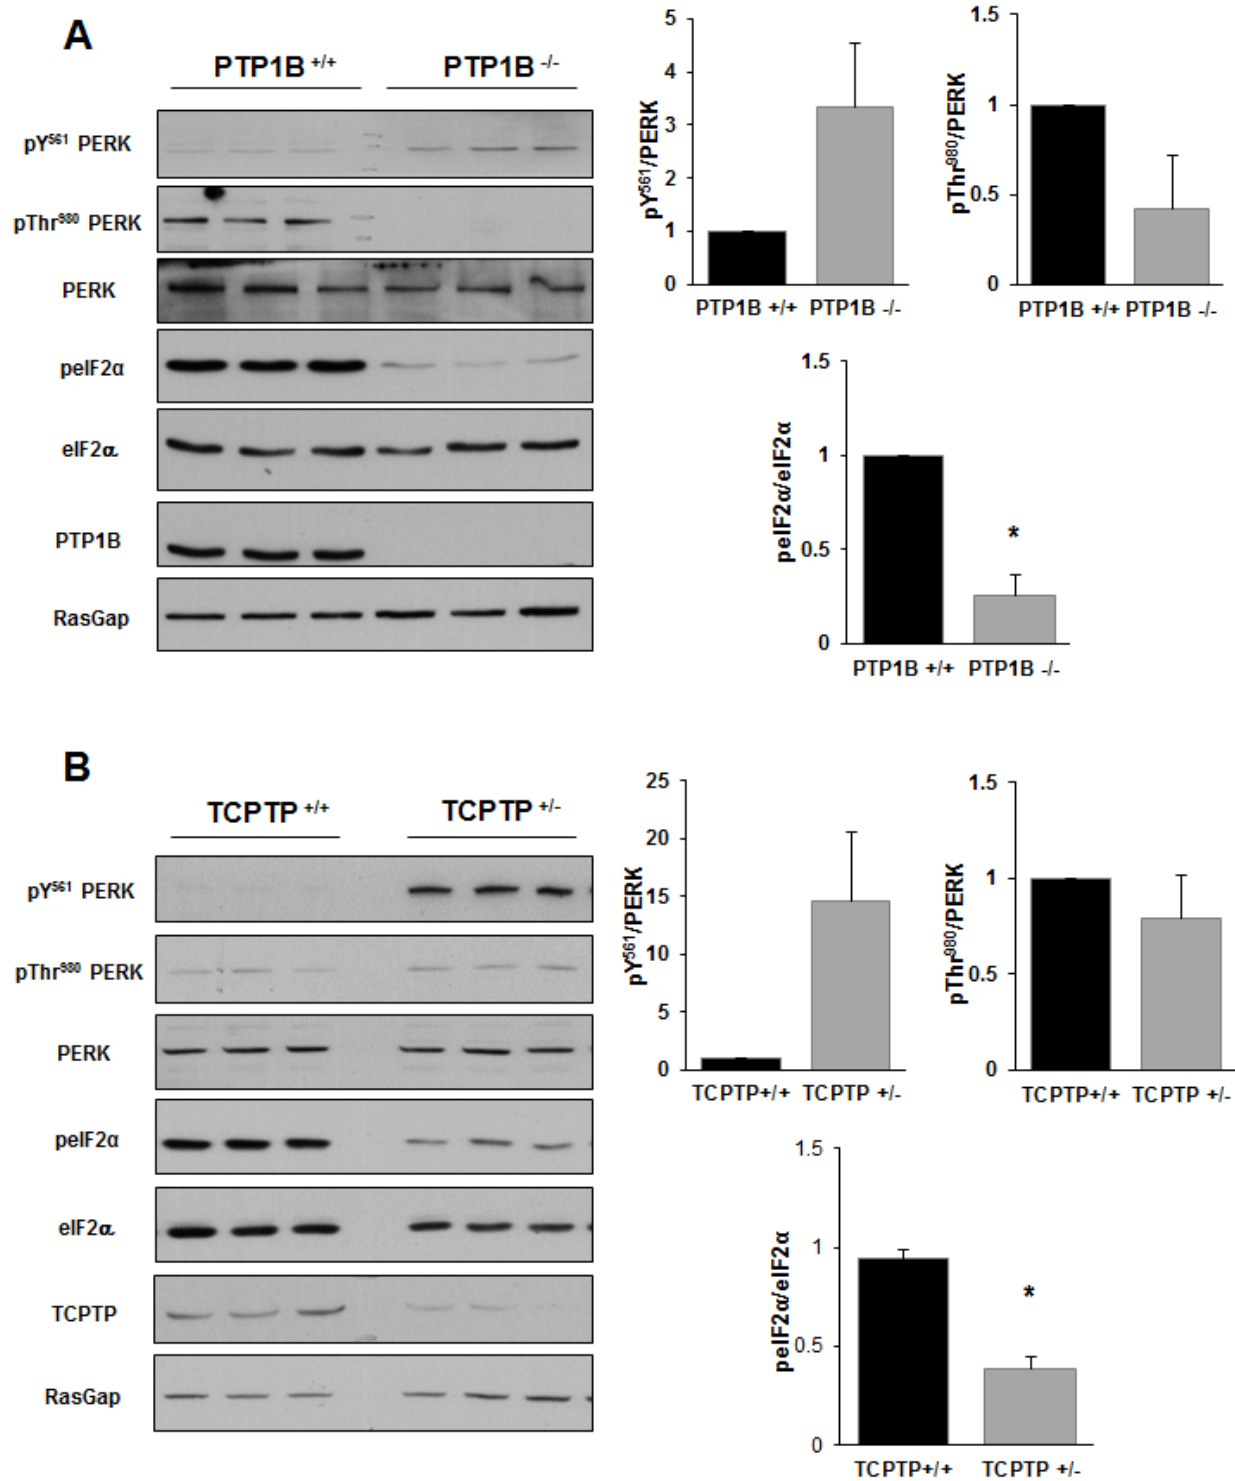 A
PTP1B +/+ PTP1B -/-
pY561 PERK
pThr980 PERK
PERK
peIF2α
eIF2α
PTP1B
RasGap
5
4
3
2
1
0
pY561/PERK
PTP1B +/+ PTP1B -/-
1.5
1
0.5
0
pThr980/PERK
PTP1B +/+ PTP1B -/-
1.5
1
0.5
0
peIF2α/eIF2α
*
PTP1B +/+ PTP1B -/-
B
TCPTP +/+ TCPTP +/-
pY561 PERK
pThr980 PERK
PERK
peIF2α
eIF2α
TCPTP
RasGap
25
20
15
10
5
0
pY561/PERK
TCPTP+/+ TCPTP +/-
1.5
1
0.5
0
pThr980/PERK
TCPTP+/+ TCPTP +/-
1.5
1
0.5
0
peIF2α/eIF2α
*
TCPTP+/+ TCPTP +/-